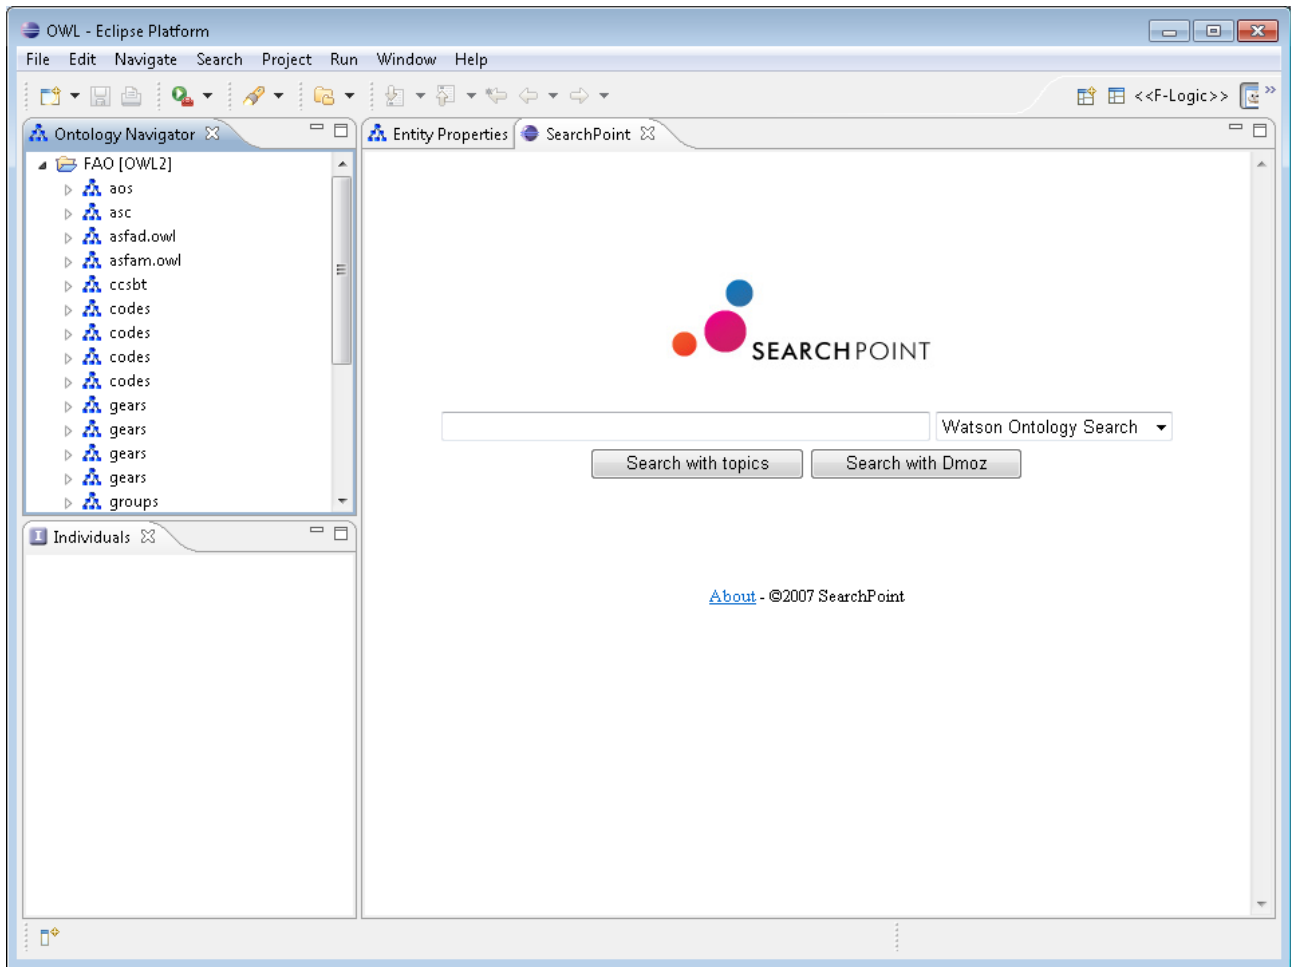 OWL - Eclipse Platform
File Edit Navigate Search Project Run Window Help
<<F-Logic>> »
Ontology Navigator
Entity Properties
SearchPoint
FAO [OWL2]
aos
asc
asfad.owl
asfam.owl
ccsbt
codes
codes
codes
codes
gears
gears
gears
gears
groups
Individuals
SEARCHPOINT
Watson Ontology Search
Search with topics
Search with Dmoz
About - ©2007 SearchPoint